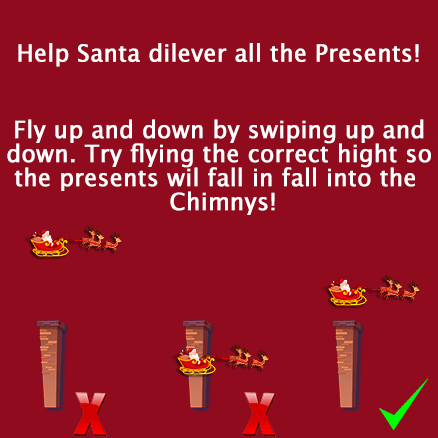 Help Santa dilever all the Presents!
Fly up and down by swiping up and
down. Try flying the correct hight so
the presents wil fall in fall into the
Chimnys!